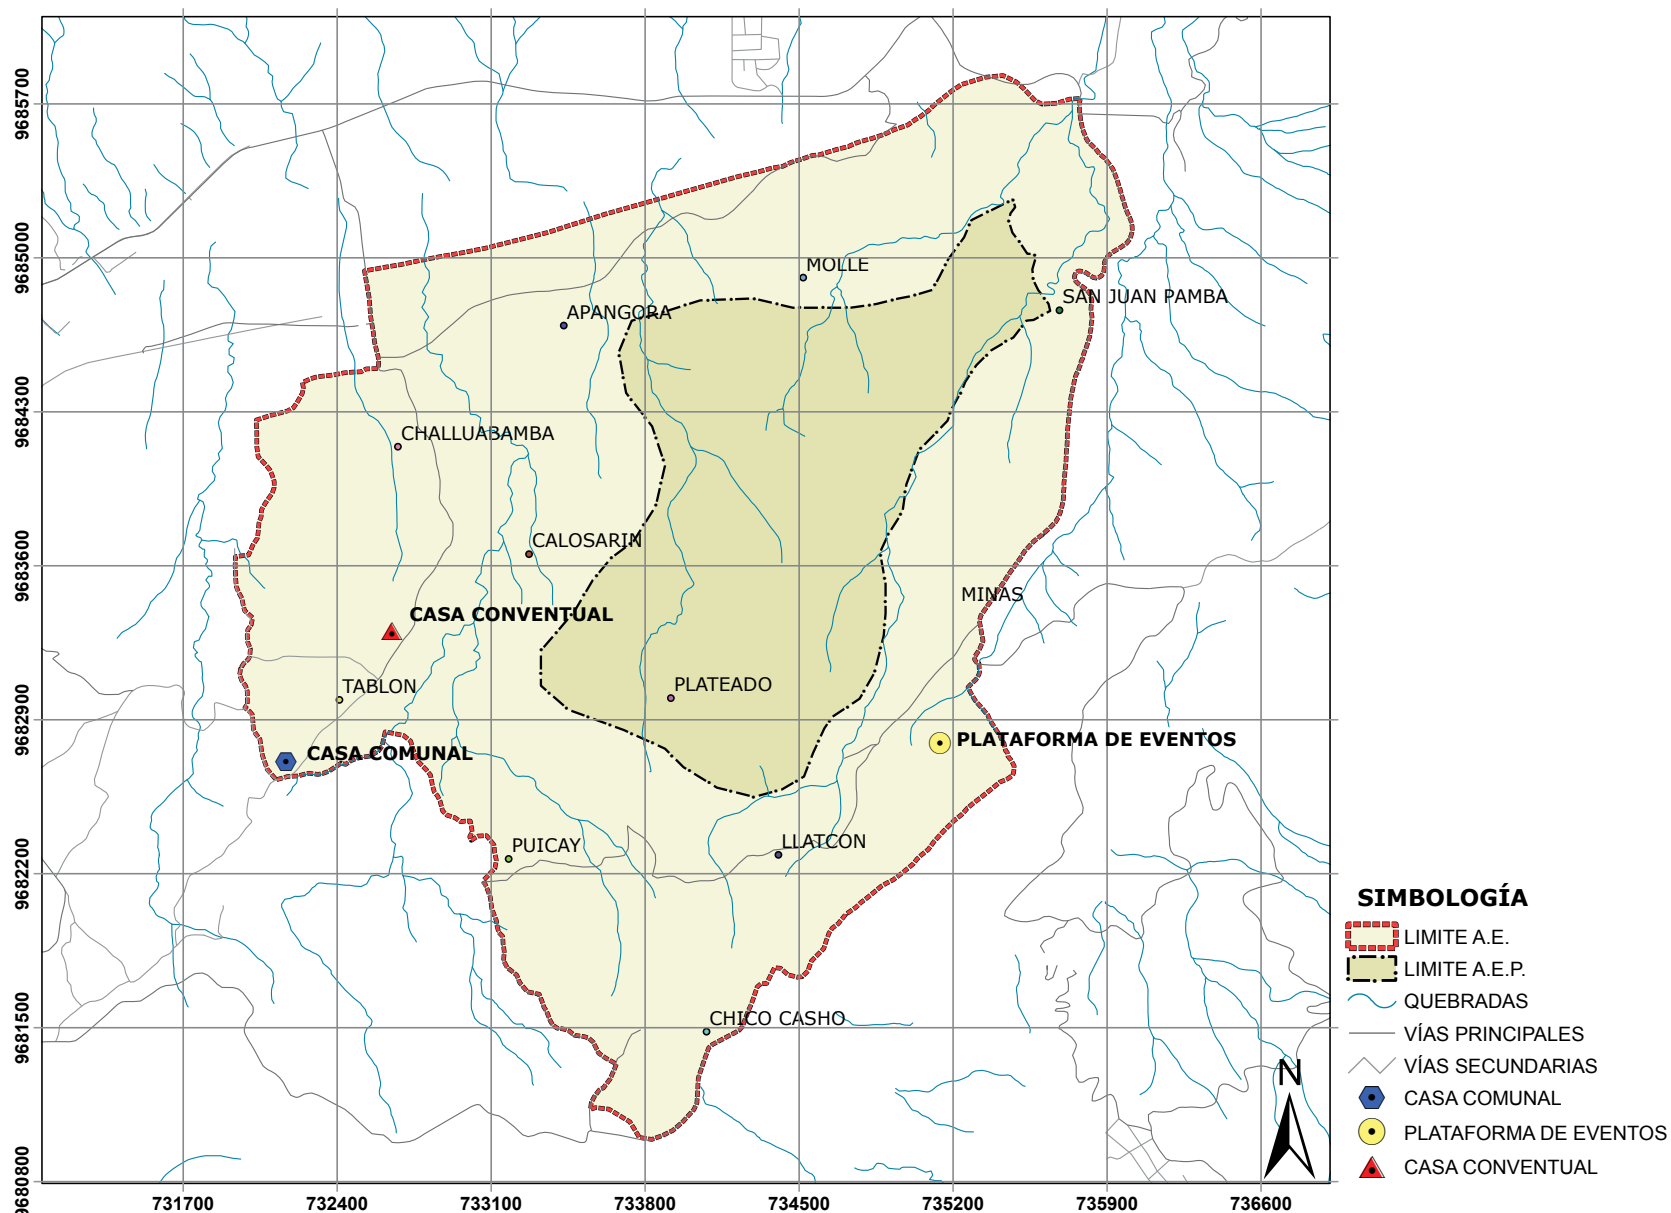 9685700
9685000
9684300
9683600
9682900
9682200
9681500
9680800
MOLLE
SAN JUAN PAMBA
APANGORA
CHALLUABAMBA
CALOSARIN
MINAS
CASA CONVENTUAL
TABLON
PLATEADO
PLATAFORMA DE EVENTOS
CASA COMUNAL
PUICAY
LLATCON
CHICO CASHO
731700
732400
733100
733800
734500
735200
735900
736600
SIMBOLOGÍA
LIMITE A.E.
LIMITE A.E.P.
QUEBRADAS
VÍAS PRINCIPALES
VÍAS SECUNDARIAS
CASA COMUNAL
PLATAFORMA DE EVENTOS
CASA CONVENTUAL
N